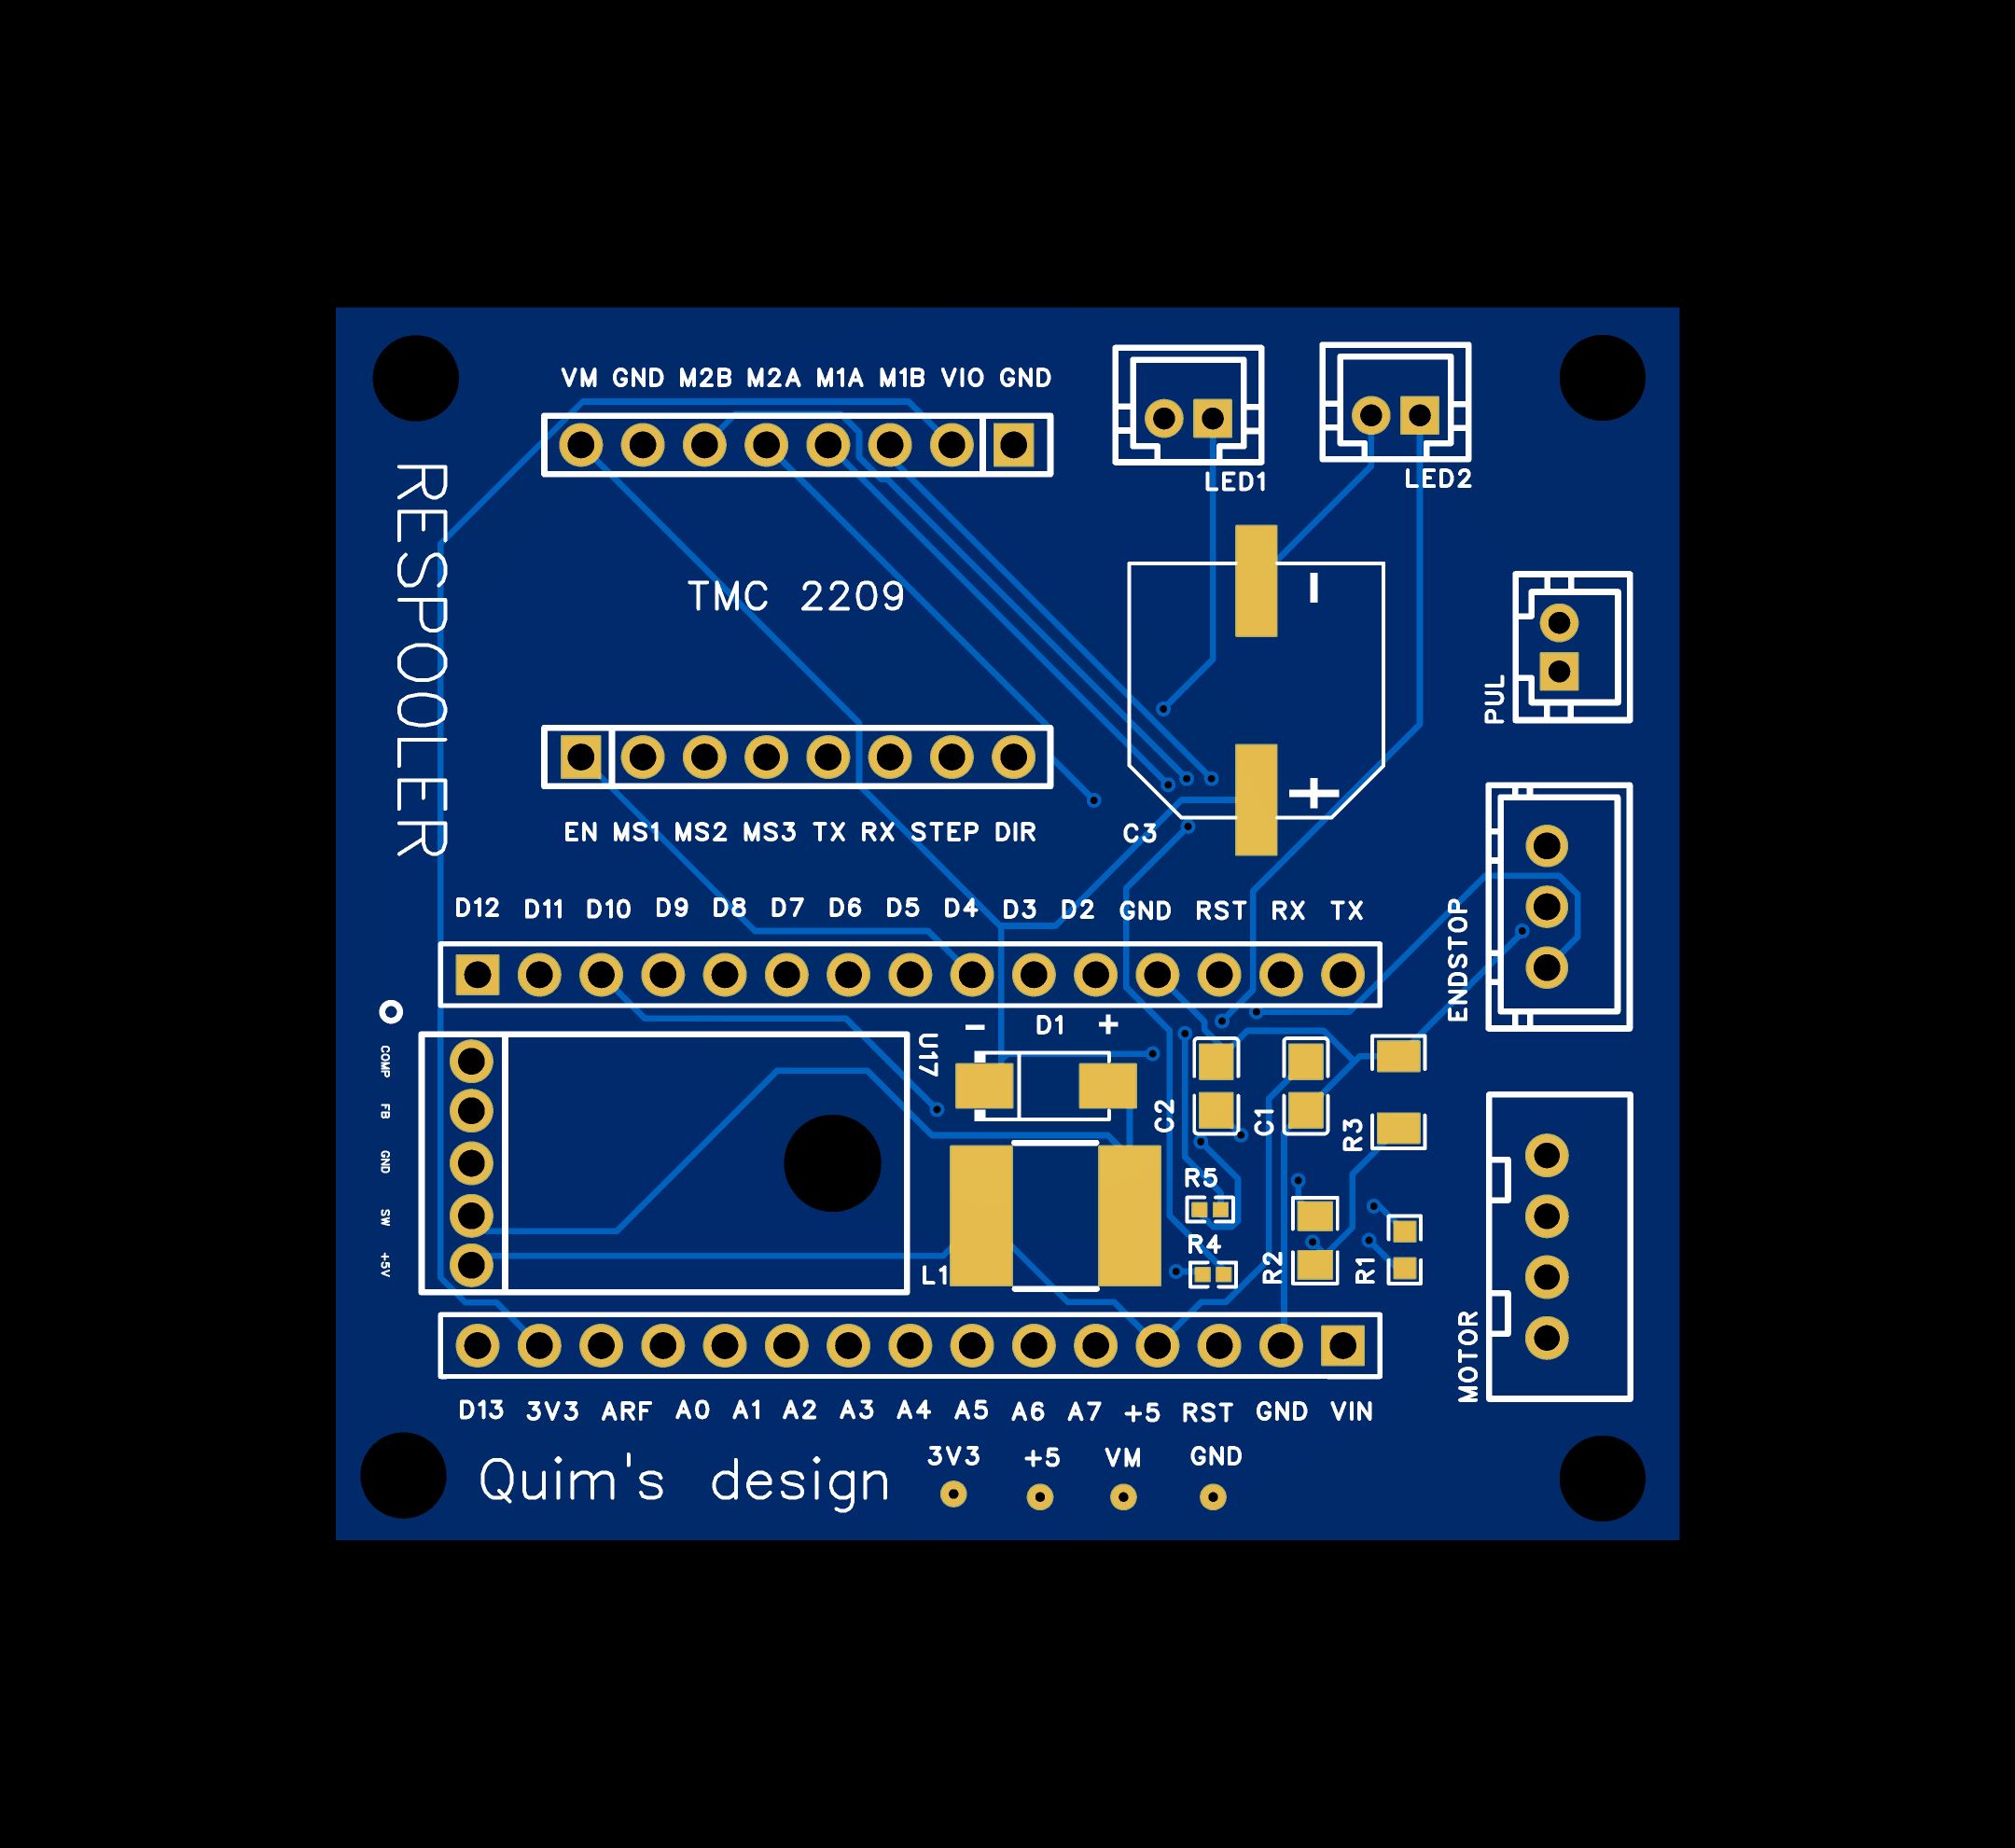 VM GND M2B M2A M1A M1B VIO GND
LED1
LED2
RESPOOLER
TMC 2209
−
+
PUL
EN MS1 MS2 MS3 TX RX STEP DIR
C3
D12 D11 D10 D9 D8 D7 D6 D5 D4 D3 D2 GND RST RX TX
ENDSTOP
− D1 +
U17
COMP
FB
GND
SW
+5V
C2
C1
R3
R5
R4
R2
R1
L1
MOTOR
D13 3V3 ARF A0 A1 A2 A3 A4 A5 A6 A7 +5 RST GND VIN
3V3 +5 VM GND
Quim's design